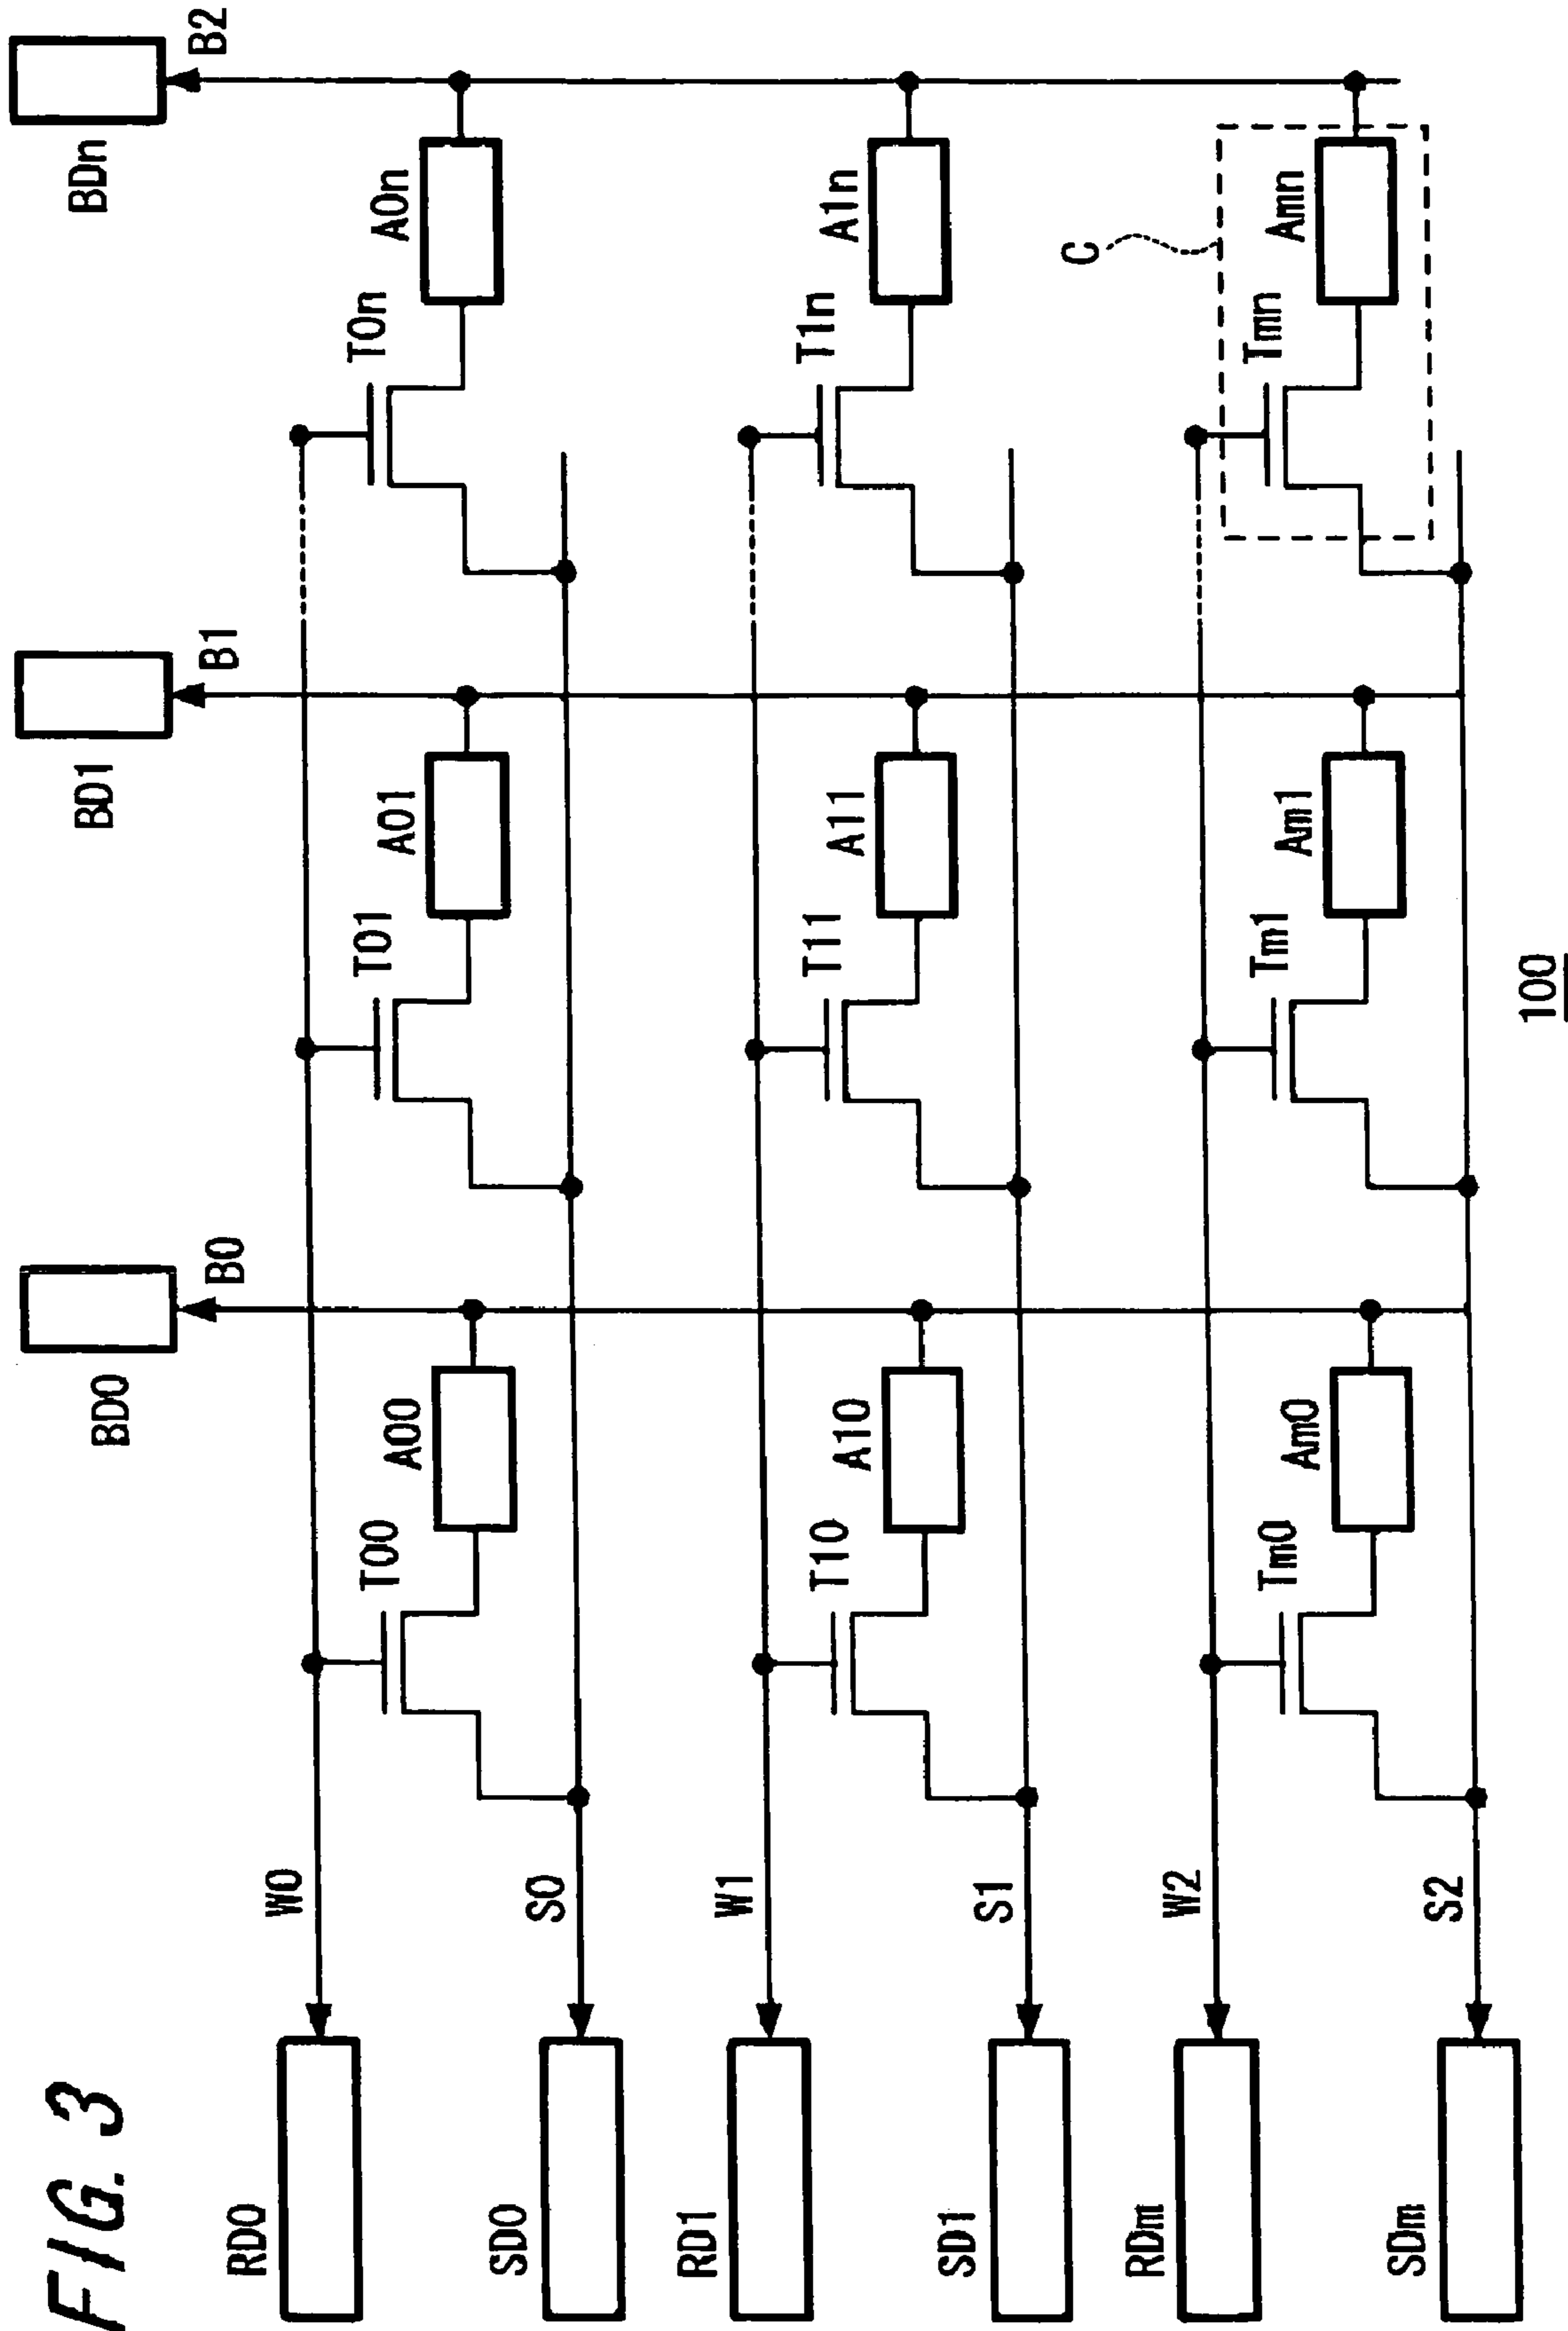 FIG. 3
BD0
BD1
BDn
B0
B1
B2
RD0
W0
T00
A00
T01
A01
T0n
A0n
SD0
S0
RD1
W1
T10
A10
T11
A11
T1n
A1n
SD1
S1
C
RDm
W2
Tm0
Am0
Tm1
Am1
Tmn
Amn
SDm
S2
100